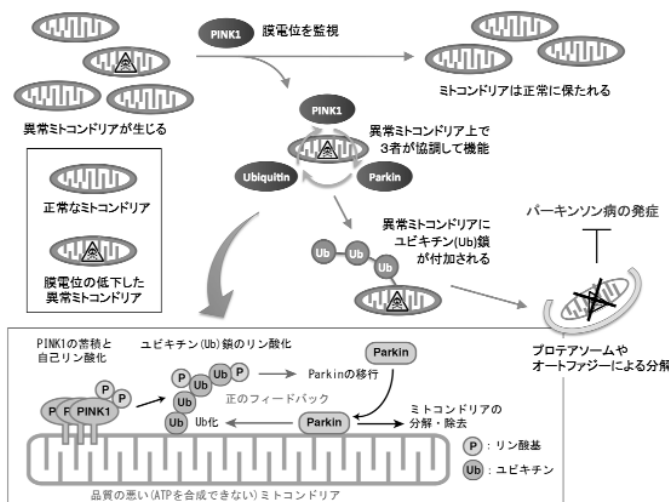 PINK1
膜電位を監視
異常ミトコンドリアが生じる
ミトコンドリアは正常に保たれる
PINK1
Ubiquitin
Parkin
異常ミトコンドリア上で
3者が協調して機能
正常なミトコンドリア
膜電位の低下した
異常ミトコンドリア
Ub
Ub
Ub
異常ミトコンドリアに
ユビキチン(Ub)鎖
が付加される
パーキンソン病の発症
プロテアソームや
オートファジーによる分解
PINK1の蓄積と
自己リン酸化
ユビキチン(Ub)鎖のリン酸化
P
P
P
P
PINK1
P
Ub
Ub
P
Ub
Ub
Parkinの移行
Parkin
正のフィードバック
Ub化
Parkin
ミトコンドリアの
分解・除去
P : リン酸基
Ub : ユビキチン
品質の悪い(ATPを合成できない)ミトコンドリア